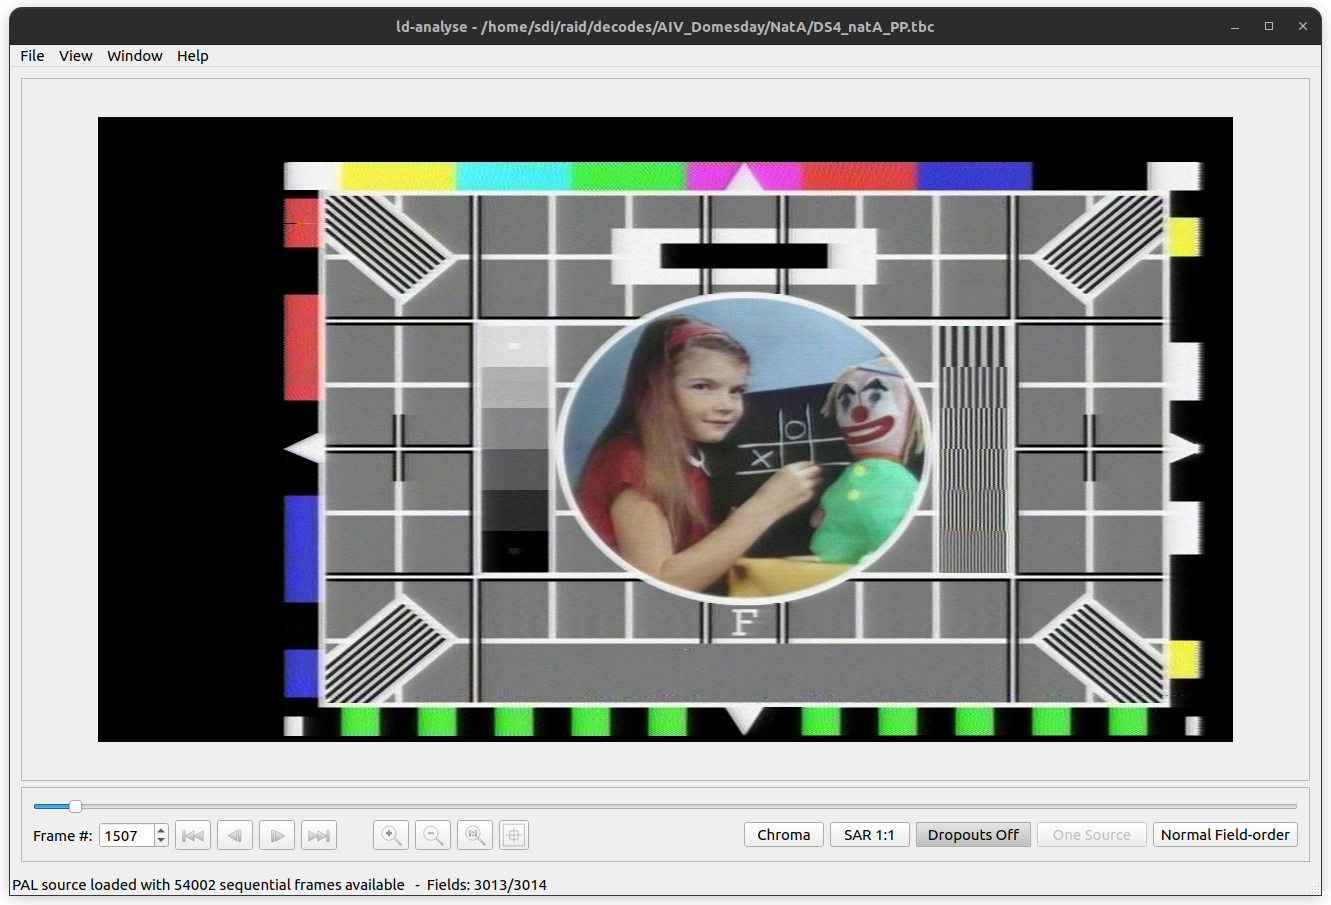 ld-analyse - /home/sdi/raid/decodes/AIV_Domesday/NatA/DS4_natA_PP.tbc
File View Window Help
O
X
F
Frame #: 1507
1:1
Chroma
SAR 1:1
Dropouts Off
One Source
Normal Field-order
PAL source loaded with 54002 sequential frames available - Fields: 3013/3014